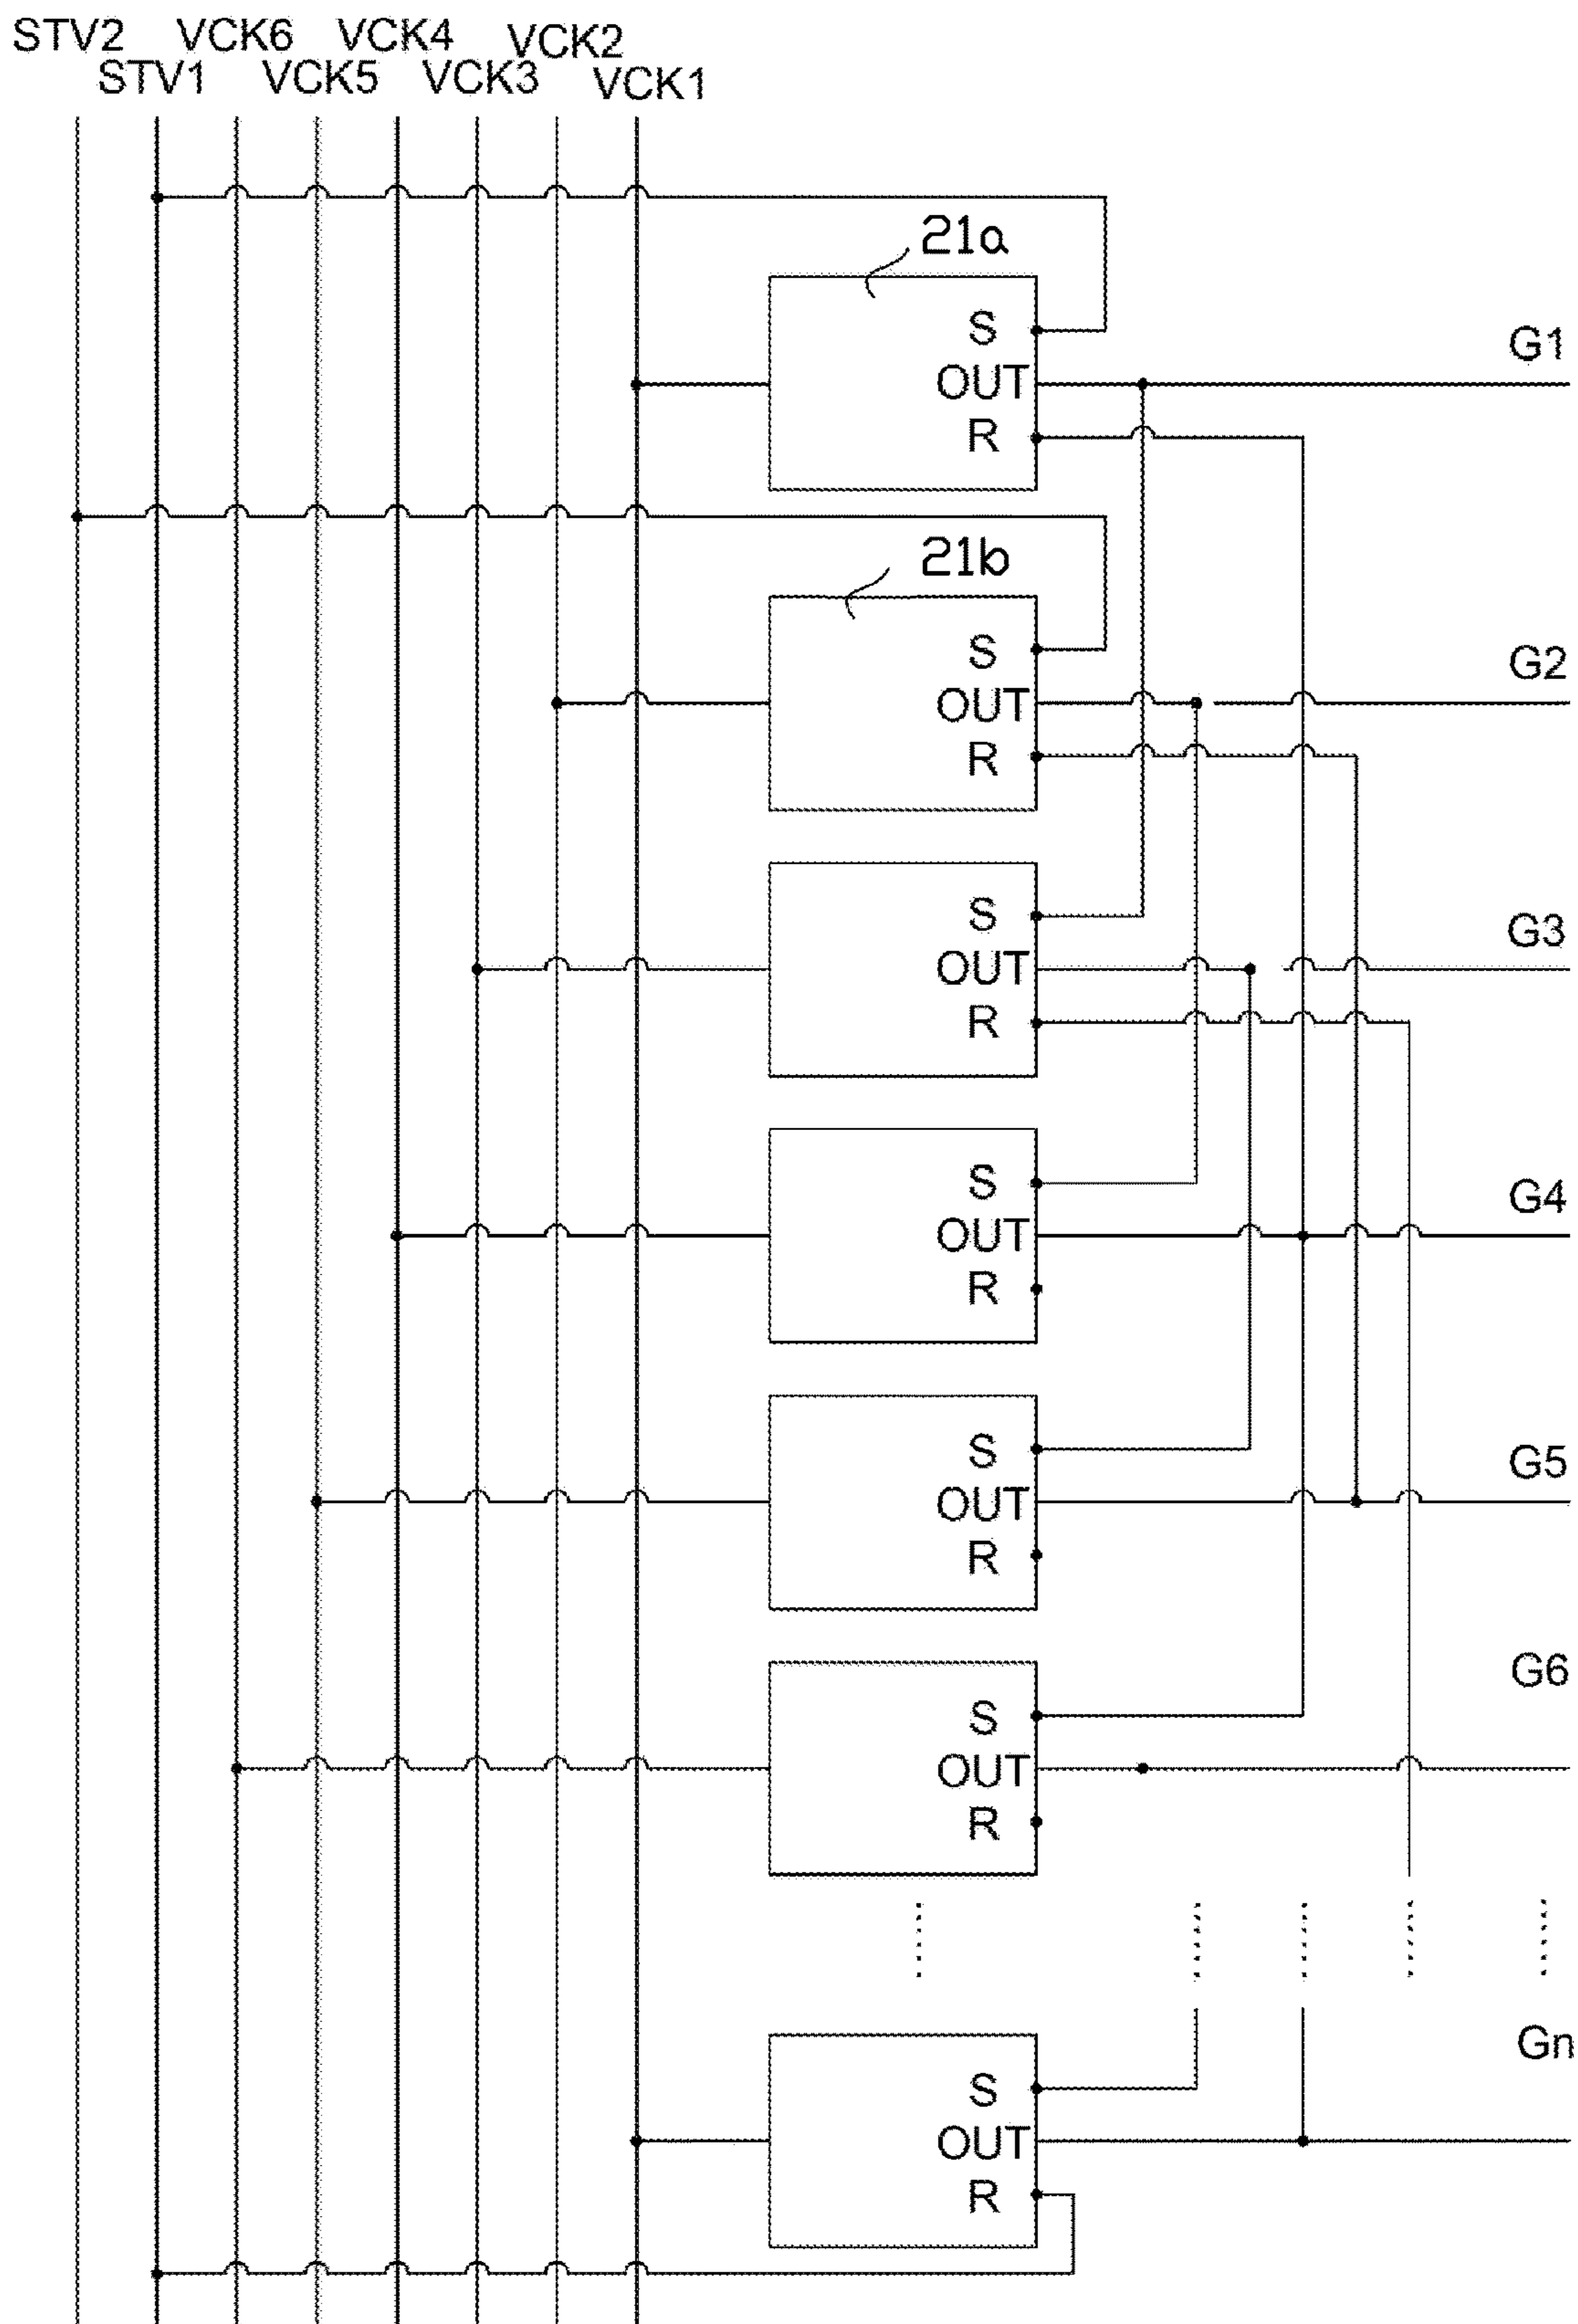 STV2 VCK6 VCK4 VCK2
STV1 VCK5 VCK3 VCK1
21a
S
OUT
R
G1
21b
S
OUT
R
G2
S
OUT
R
G3
S
OUT
R
G4
S
OUT
R
G5
S
OUT
R
G6
S
OUT
R
Gn